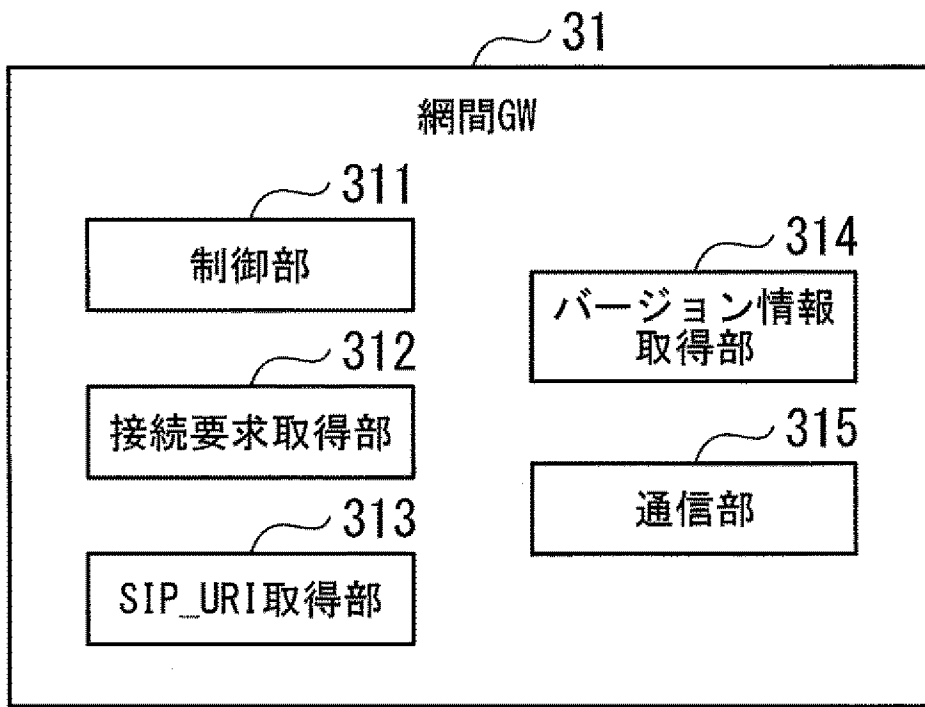 31
網間GW
311
制御部
312
接続要求取得部
313
SIP_URI取得部
314
バージョン情報
取得部
315
通信部